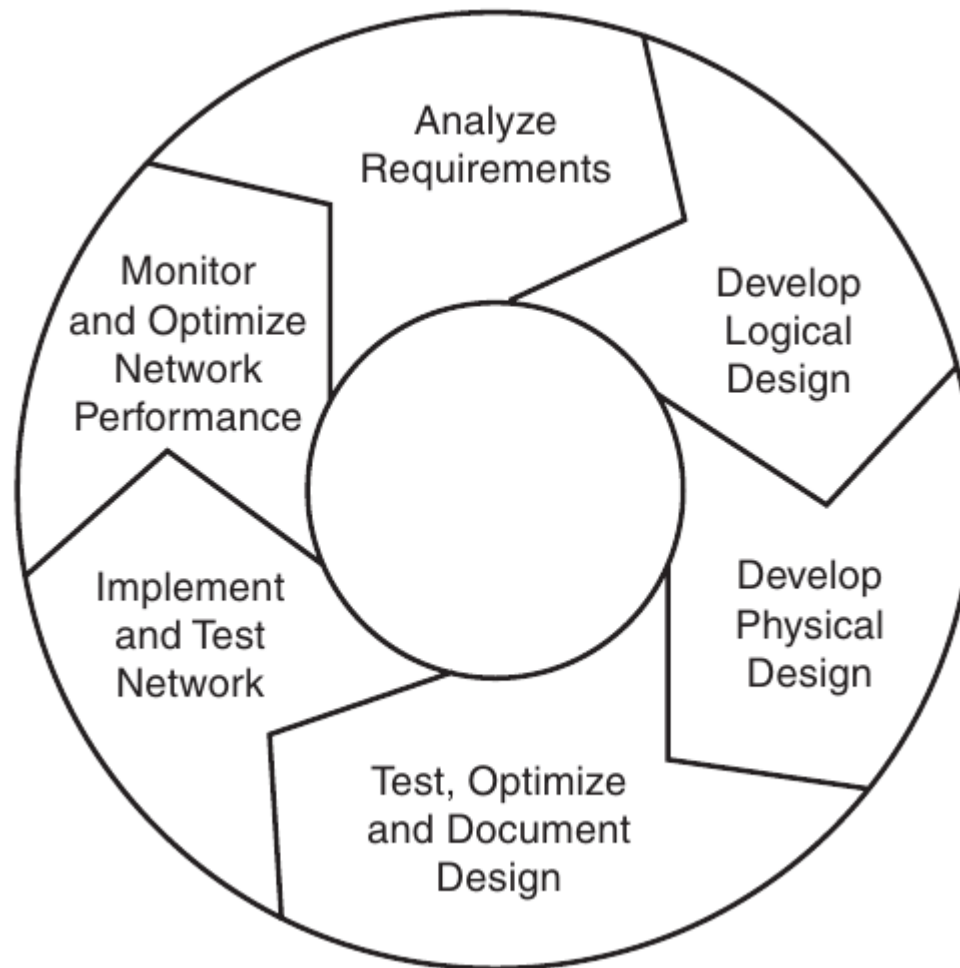 Analyze
Requirements
Develop
Logical
Design
Develop
Physical
Design
Test, Optimize
and Document
Design
Implement
and Test
Network
Monitor
and Optimize
Network
Performance